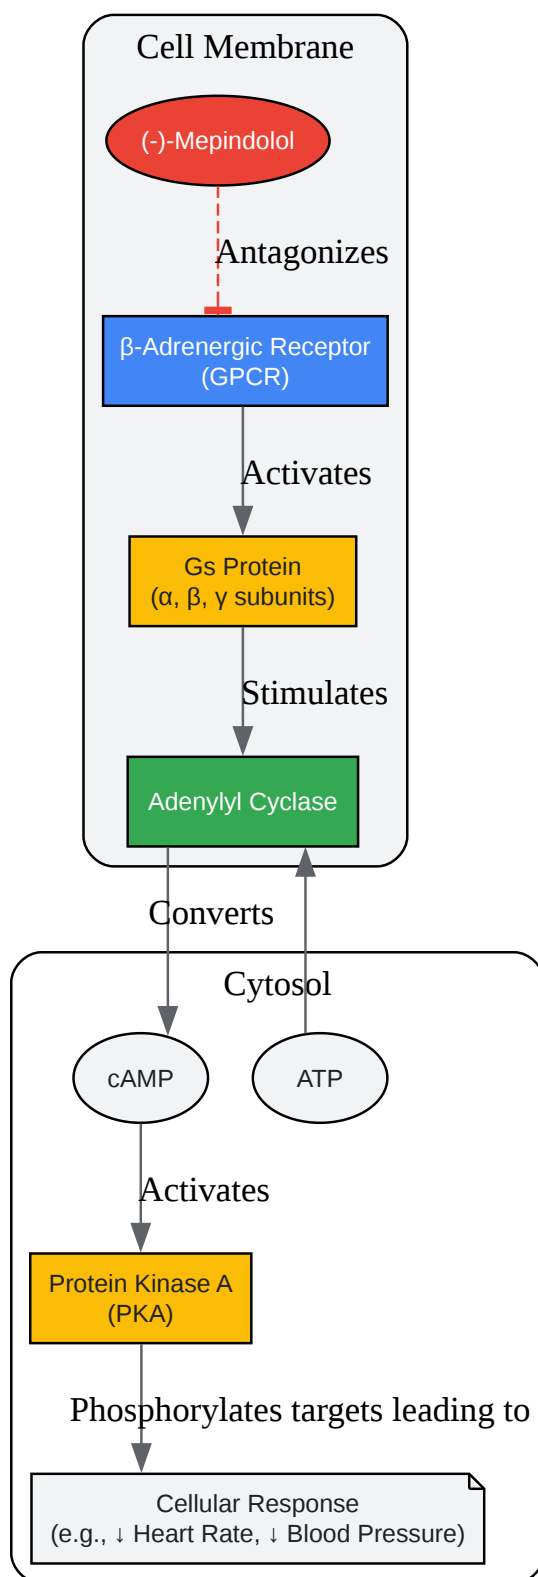 Cell Membrane
(-)-Mepindolol
Antagonizes
β-Adrenergic Receptor
(GPCR)
Activates
Gs Protein
(α, β, γ subunits)
Stimulates
Adenylyl Cyclase
Converts
Cytosol
cAMP
ATP
Activates
Protein Kinase A
(PKA)
Phosphorylates targets leading to
Cellular Response
(e.g., ↓ Heart Rate, ↓ Blood Pressure)